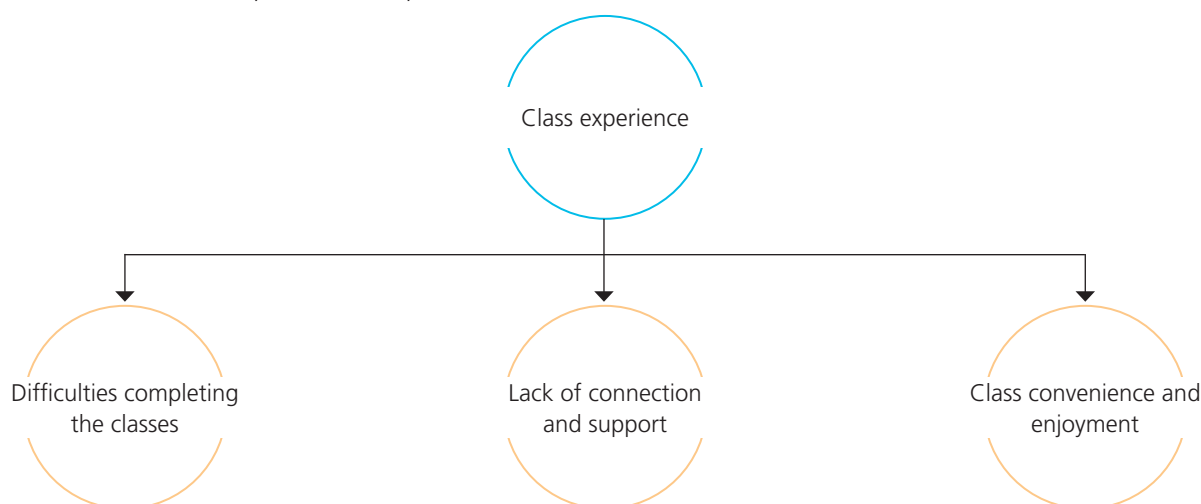 Class experience
Difficulties completing
the classes
Lack of connection
and support
Class convenience and
enjoyment